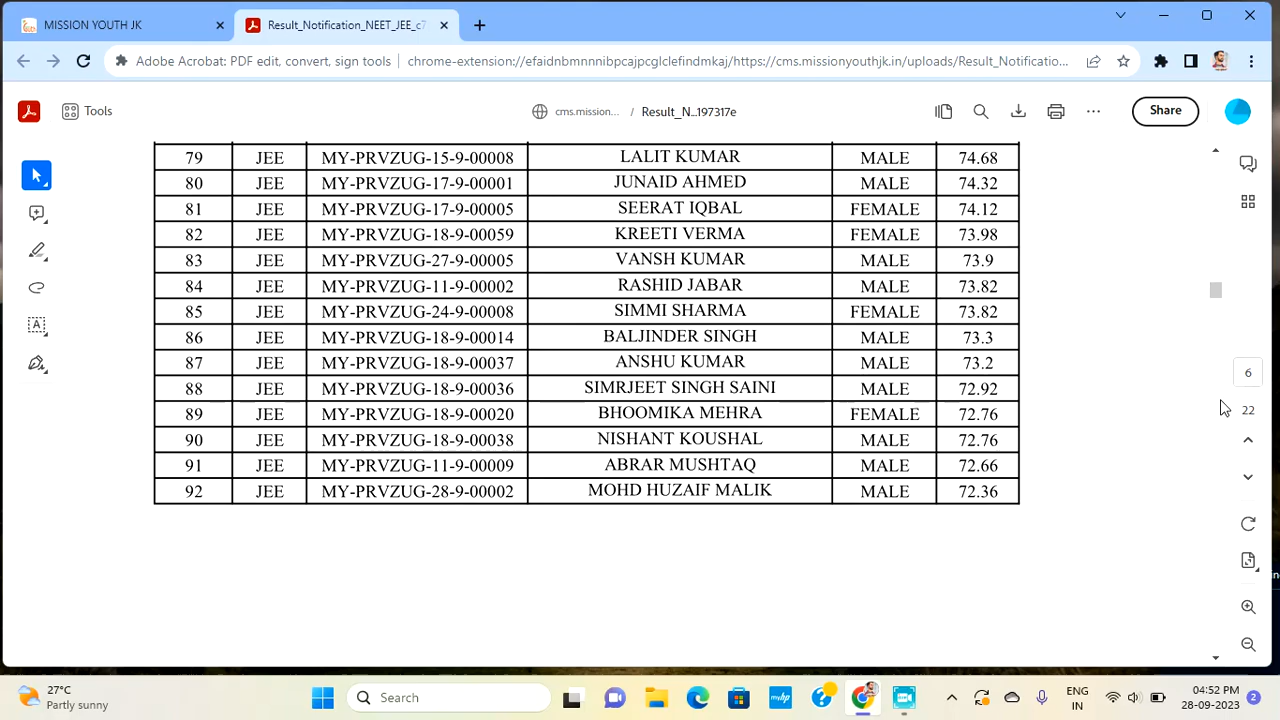 MISSION YOUTH JK
Result_Notification_NEET_JEE_c7
Adobe Acrobat: PDF edit, convert, sign tools
chrome-extension://efaidnbmnnnibpcajpcglclefindmkaj/https://cms.missionyouthjk.in/uploads/Result_Notificatio...
Tools
cms.mission... / Result_N...197317e
Share
79 JEE MY-PRVZUG-15-9-00008 LALIT KUMAR MALE 74.68
80 JEE MY-PRVZUG-17-9-00001 JUNAID AHMED MALE 74.32
81 JEE MY-PRVZUG-17-9-00005 SEERAT IQBAL FEMALE 74.12
82 JEE MY-PRVZUG-18-9-00059 KREETI VERMA FEMALE 73.98
83 JEE MY-PRVZUG-27-9-00005 VANSH KUMAR MALE 73.9
84 JEE MY-PRVZUG-11-9-00002 RASHID JABAR MALE 73.82
85 JEE MY-PRVZUG-24-9-00008 SIMMI SHARMA FEMALE 73.82
86 JEE MY-PRVZUG-18-9-00014 BALJINDER SINGH MALE 73.3
87 JEE MY-PRVZUG-18-9-00037 ANSHU KUMAR MALE 73.2
88 JEE MY-PRVZUG-18-9-00036 SIMRJEET SINGH SAINI MALE 72.92
89 JEE MY-PRVZUG-18-9-00020 BHOOMIKA MEHRA FEMALE 72.76
90 JEE MY-PRVZUG-18-9-00038 NISHANT KOUSHAL MALE 72.76
91 JEE MY-PRVZUG-11-9-00009 ABRAR MUSHTAQ MALE 72.66
92 JEE MY-PRVZUG-28-9-00002 MOHD HUZAIF MALIK MALE 72.36
6
22
27°C
Partly sunny
Search
ENG
IN
04:52 PM
28-09-2023
2